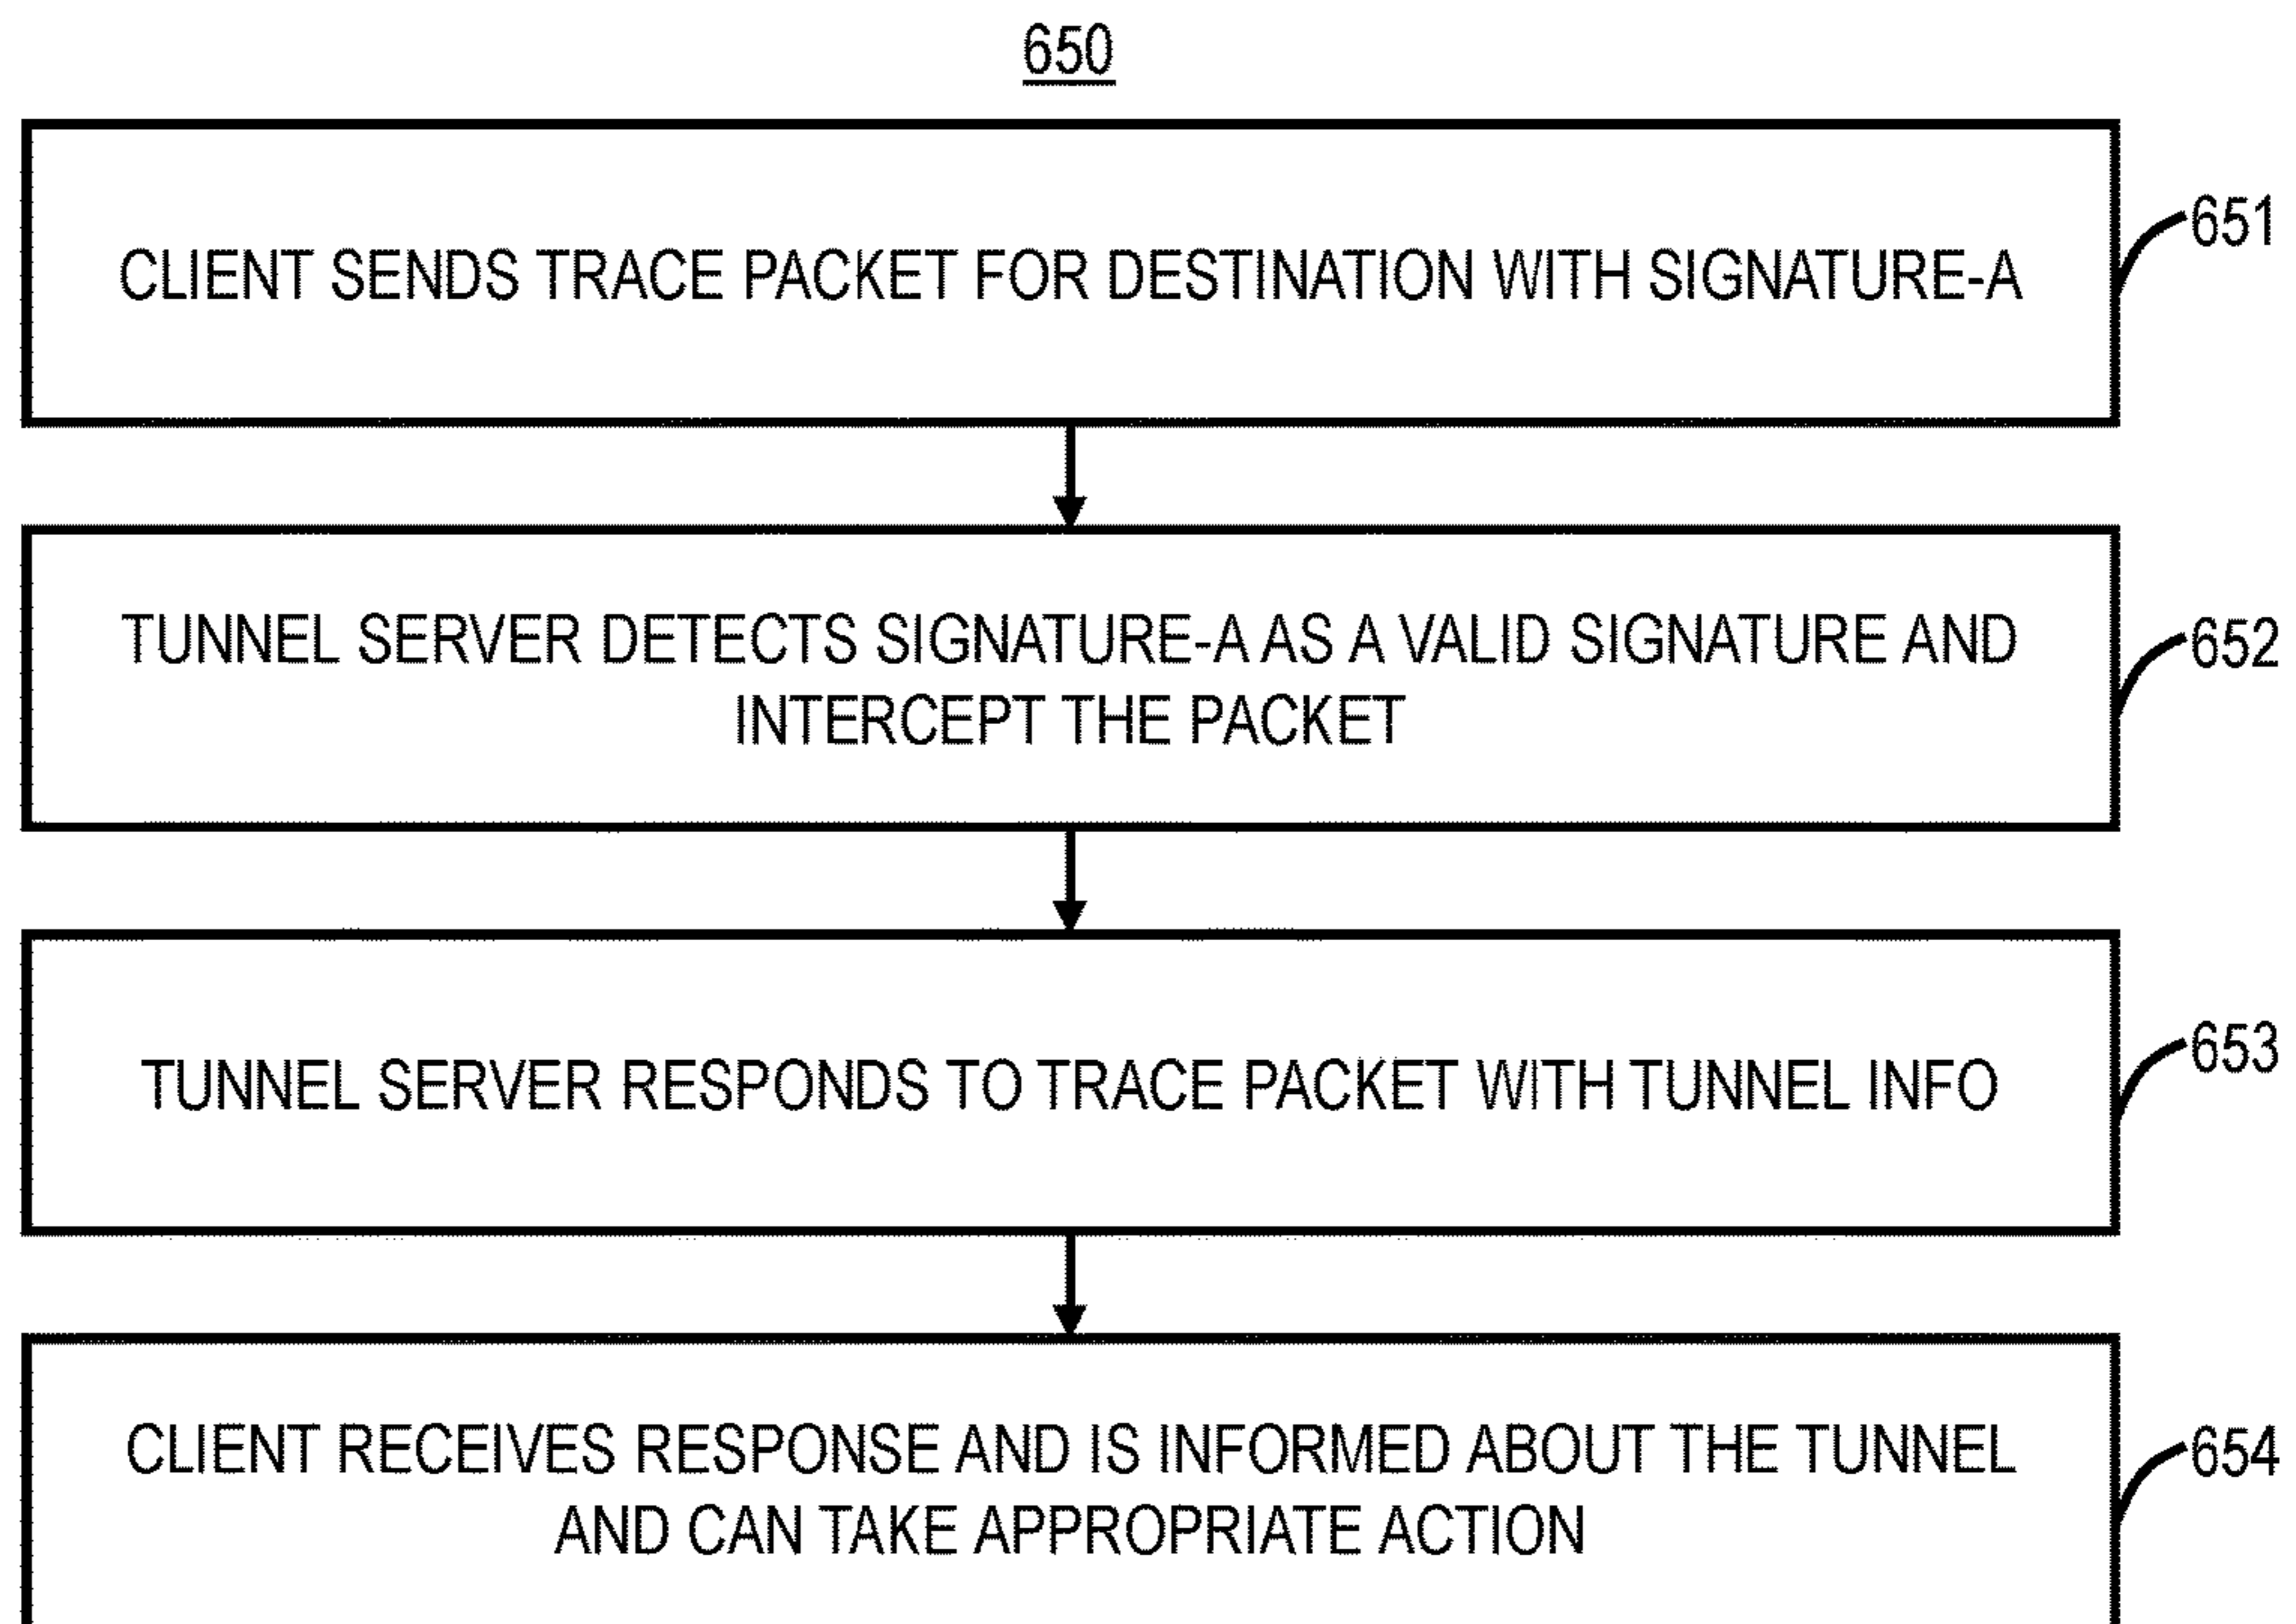 650
CLIENT SENDS TRACE PACKET FOR DESTINATION WITH SIGNATURE-A
651
TUNNEL SERVER DETECTS SIGNATURE-A AS A VALID SIGNATURE AND
INTERCEPT THE PACKET
652
TUNNEL SERVER RESPONDS TO TRACE PACKET WITH TUNNEL INFO
653
CLIENT RECEIVES RESPONSE AND IS INFORMED ABOUT THE TUNNEL
AND CAN TAKE APPROPRIATE ACTION
654